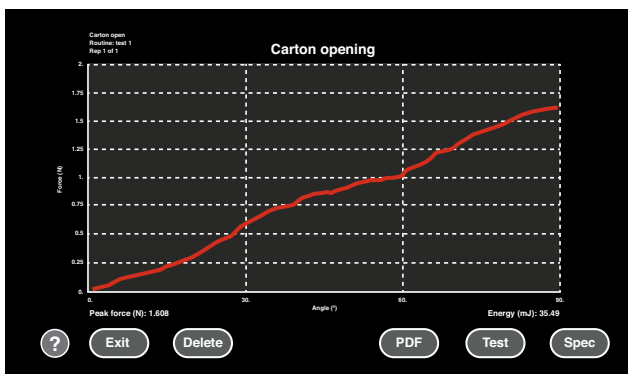 Carton open
Routine: test 1
Rep 1 of 1
Carton opening
2.
1.75
1.5
1.25
1.
0.75
0.5
0.25
0.
Force (N)
0.
30.
60.
90.
Angle (º)
Peak force (N): 1.608
Energy (mJ): 35.49
?
Exit
Delete
PDF
Test
Spec